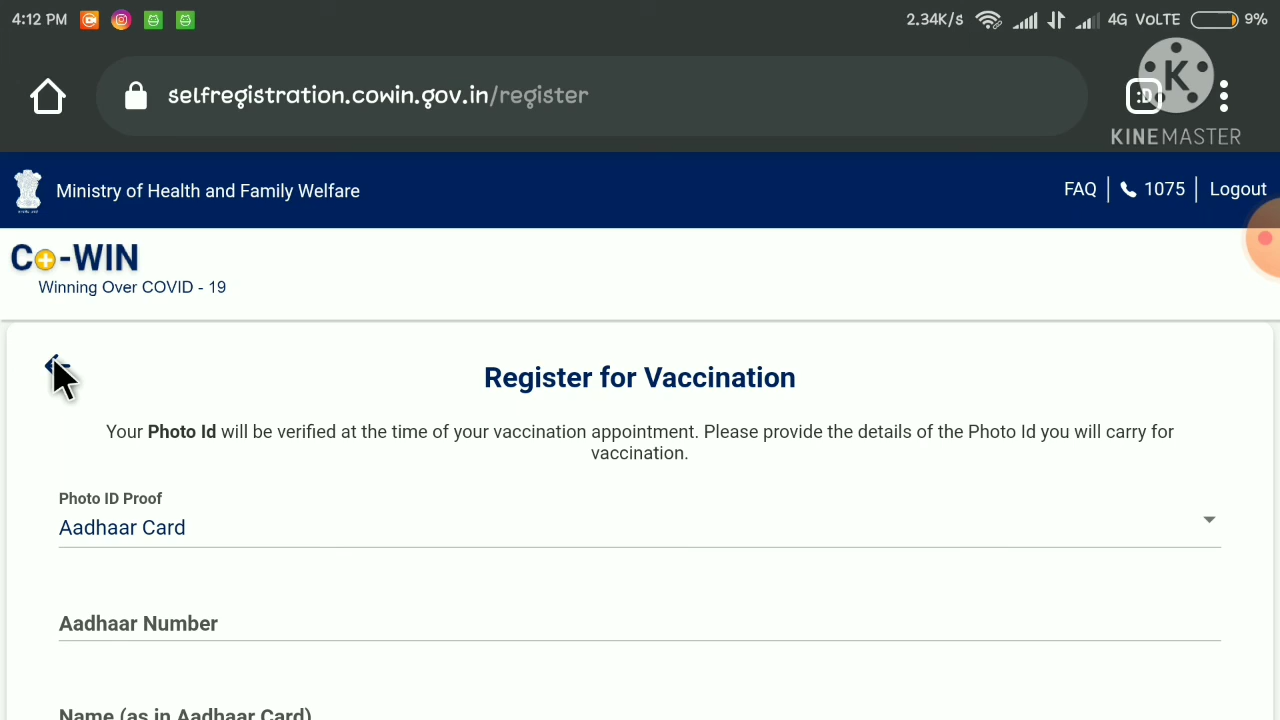 4:12 PM
2.34K/s 4G VoLTE 9%
selfregistration.cowin.gov.in/register
:D
K
KINEMASTER
Ministry of Health and Family Welfare
FAQ | 1075 | Logout
Co-WIN
Winning Over COVID - 19
Register for Vaccination
Your Photo Id will be verified at the time of your vaccination appointment. Please provide the details of the Photo Id you will carry for
vaccination.
Photo ID Proof
Aadhaar Card
Aadhaar Number
Name (as in Aadhaar Card)